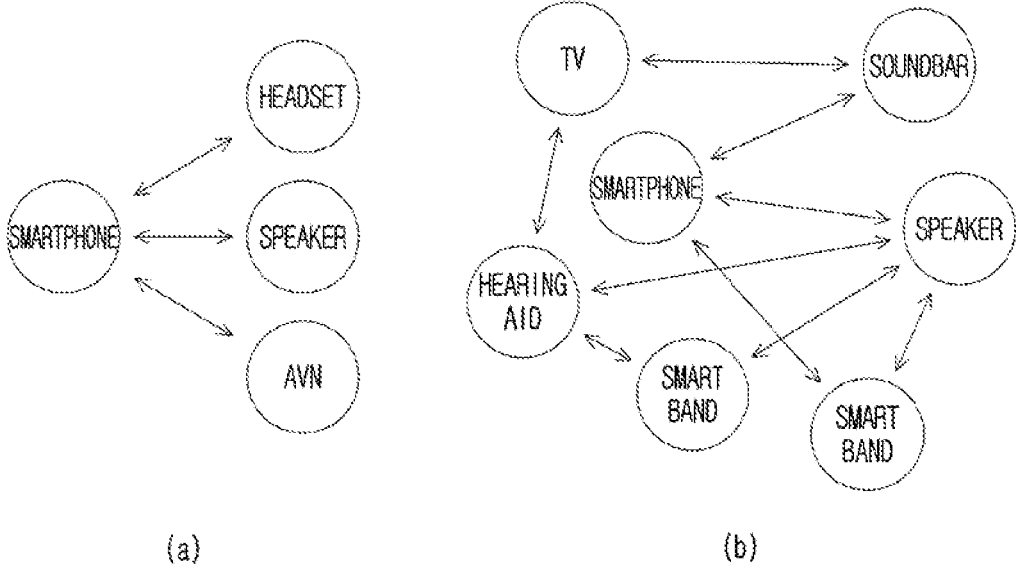 HEADSET
SMARTPHONE
SPEAKER
AVN
(a)
TV
SOUNDBAR
SMARTPHONE
SPEAKER
HEARING
AID
SMART
BAND
SMART
BAND
(b)